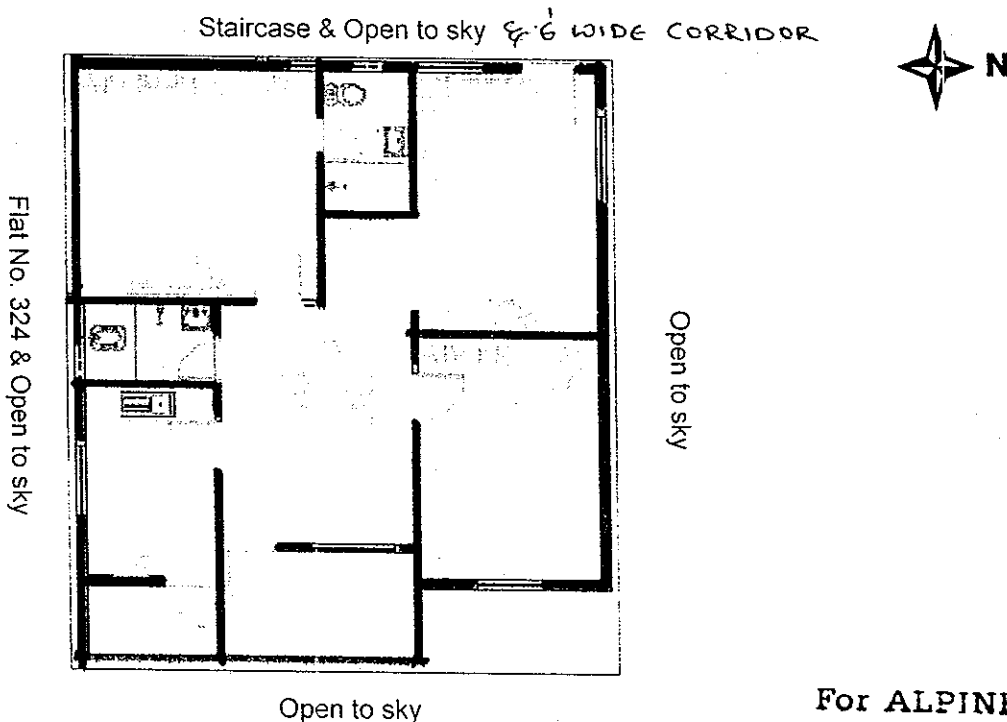 Staircase & Open to sky & 6' WIDE CORRIDOR
N
Flat No. 324 & Open to sky
Open to sky
Open to sky
For ALPINE